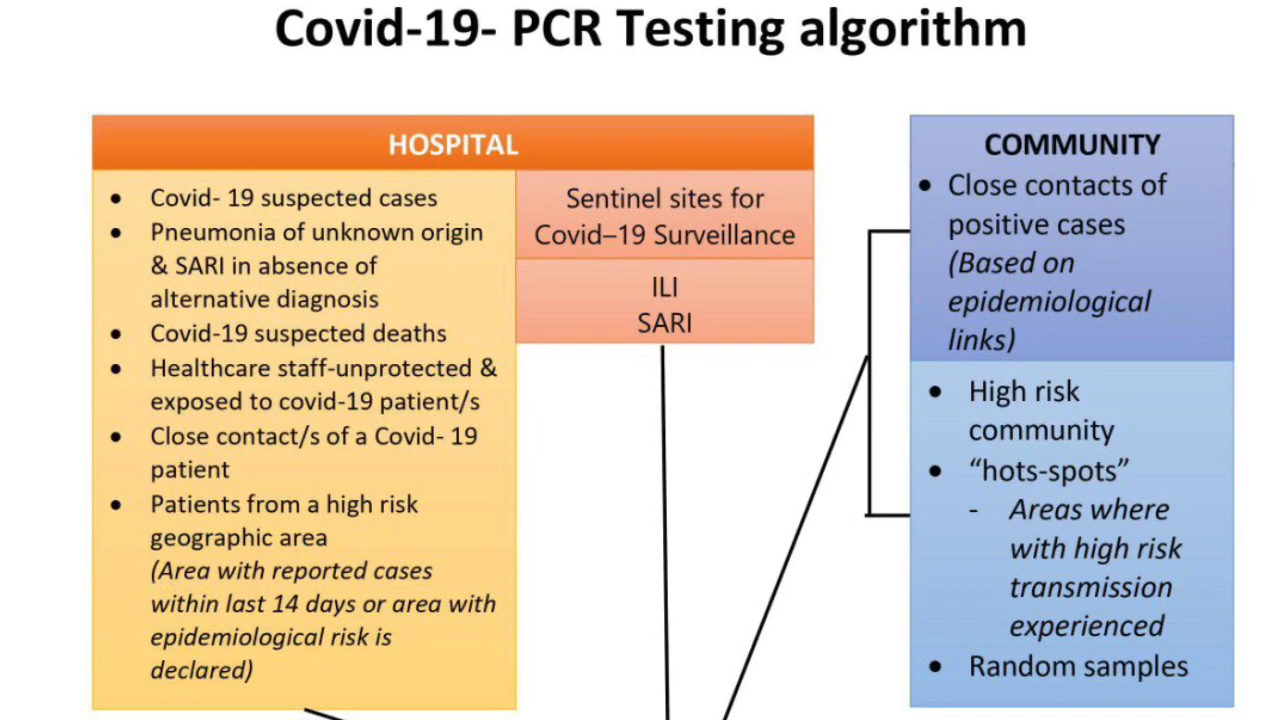 Covid-19- PCR Testing algorithm
HOSPITAL
• Covid- 19 suspected cases
• Pneumonia of unknown origin
& SARI in absence of
alternative diagnosis
• Covid-19 suspected deaths
• Healthcare staff-unprotected &
exposed to covid-19 patient/s
• Close contact/s of a Covid- 19
patient
• Patients from a high risk
geographic area
(Area with reported cases
within last 14 days or area with
epidemiological risk is
declared)
Sentinel sites for
Covid–19 Surveillance
ILI
SARI
COMMUNITY
• Close contacts of
positive cases
(Based on
epidemiological
links)
• High risk
community
• “hots-spots”
- Areas where
with high risk
transmission
experienced
• Random samples